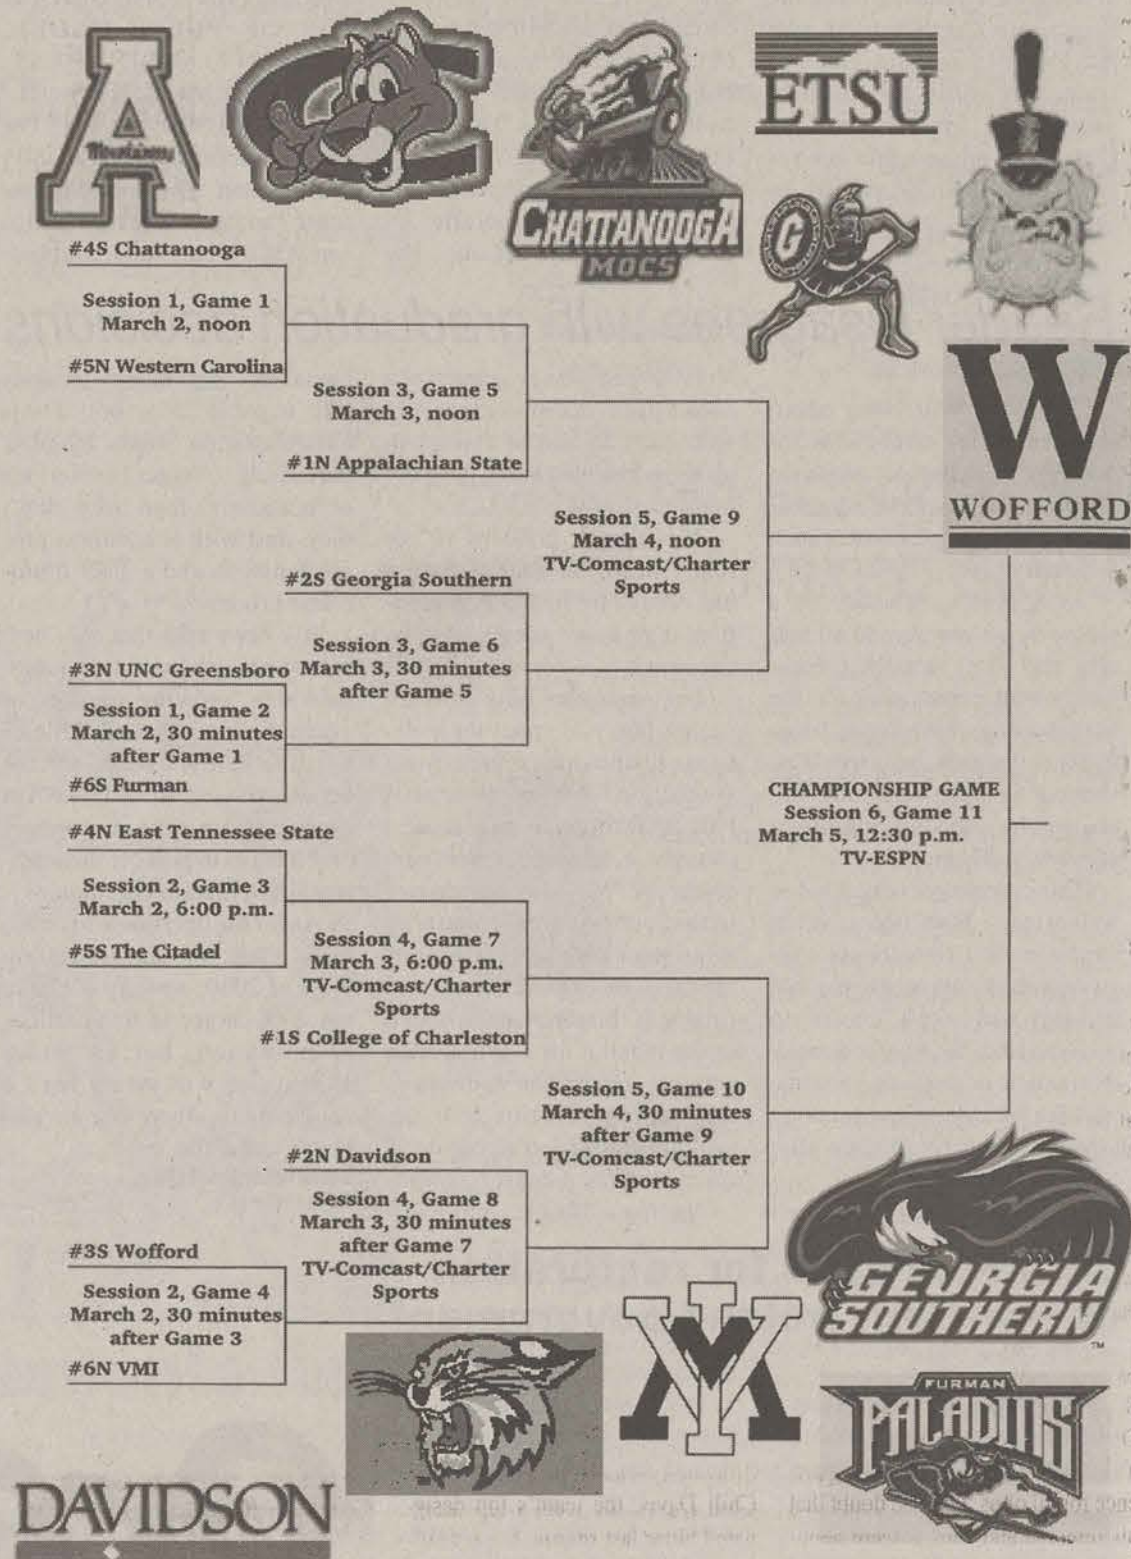 A
Mountaineers
C
CHATTANOOGA
MOCS
ETSU
G
W
WOFFORD
#4S Chattanooga
Session 1, Game 1
March 2, noon
#5N Western Carolina
Session 3, Game 5
March 3, noon
#1N Appalachian State
Session 5, Game 9
March 4, noon
TV-Comcast/Charter
Sports
#2S Georgia Southern
Session 3, Game 6
March 3, 30 minutes
after Game 5
#3N UNC Greensboro
Session 1, Game 2
March 2, 30 minutes
after Game 1
#6S Furman
CHAMPIONSHIP GAME
Session 6, Game 11
March 5, 12:30 p.m.
TV-ESPN
#4N East Tennessee State
Session 2, Game 3
March 2, 6:00 p.m.
#5S The Citadel
Session 4, Game 7
March 3, 6:00 p.m.
TV-Comcast/Charter
Sports
#1S College of Charleston
Session 5, Game 10
March 4, 30 minutes
after Game 9
TV-Comcast/Charter
Sports
#2N Davidson
Session 4, Game 8
March 3, 30 minutes
after Game 7
TV-Comcast/Charter
Sports
#3S Wofford
Session 2, Game 4
March 2, 30 minutes
after Game 3
#6N VMI
GEORGIA
SOUTHERN
TM
VMI
FURMAN
PALADINS
DAVIDSON